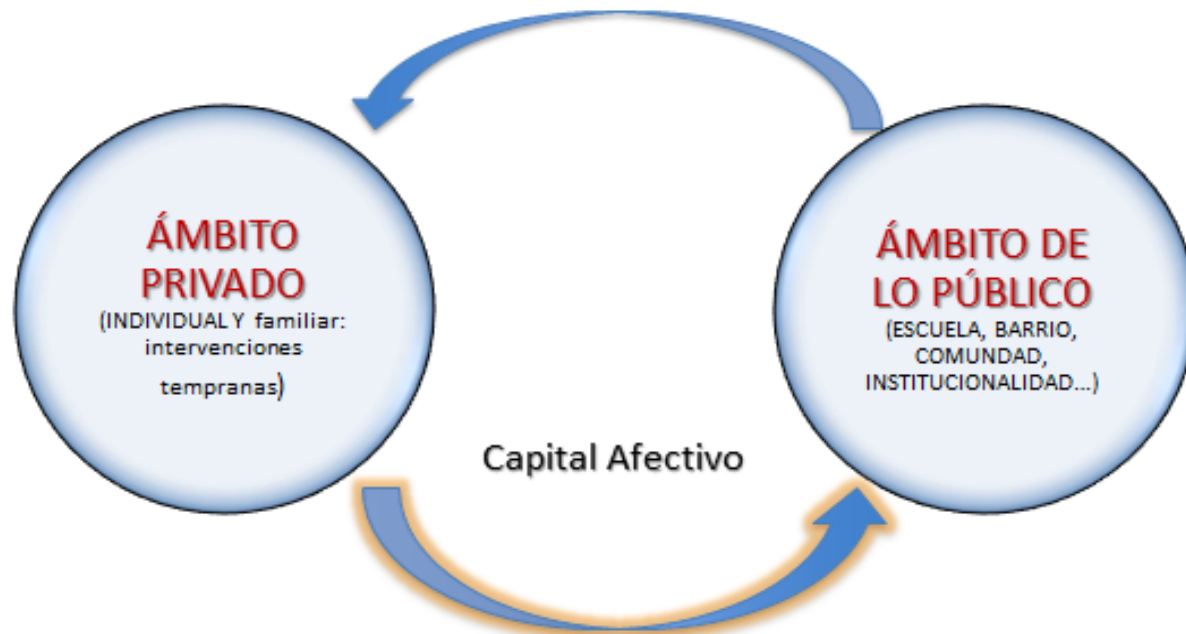 ÁMBITO
PRIVADO
(INDIVIDUAL Y familiar:
intervenciones
tempranas)
ÁMBITO DE
LO PÚBLICO
(ESCUELA, BARRIO,
COMUNDAD,
INSTITUCIONALIDAD...)
Capital Afectivo